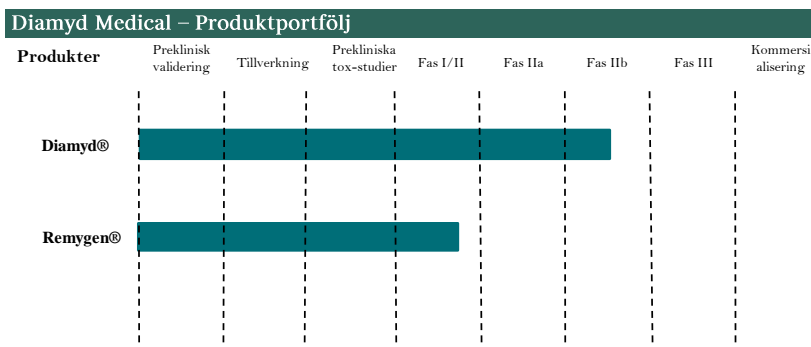 Diamyd Medical – Produktportfölj
Produkter
Preklinisk
validering
Tillverkning
Prekliniska
tox-studier
Fas I/II
Fas IIa
Fas IIb
Fas III
Kommersi
alisering
Diamyd®
Remygen®